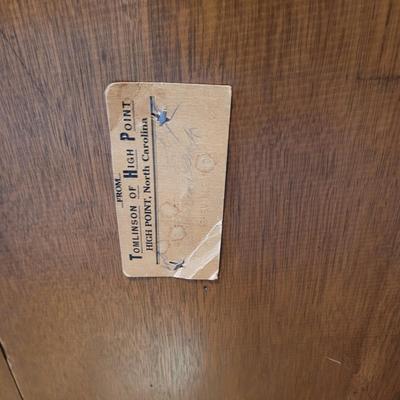 ...FROM...
TOMLINSON OF HIGH POINT
HIGH POINT, North Carolina